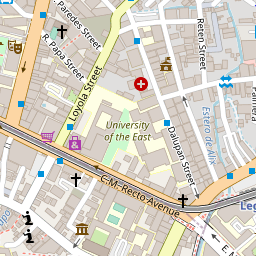 Paredes Street
R. Papa Street
Reten Street
Loyola Street
University
of the East
Dalupan Street
Estero de Alix
C. M. Recto Avenue